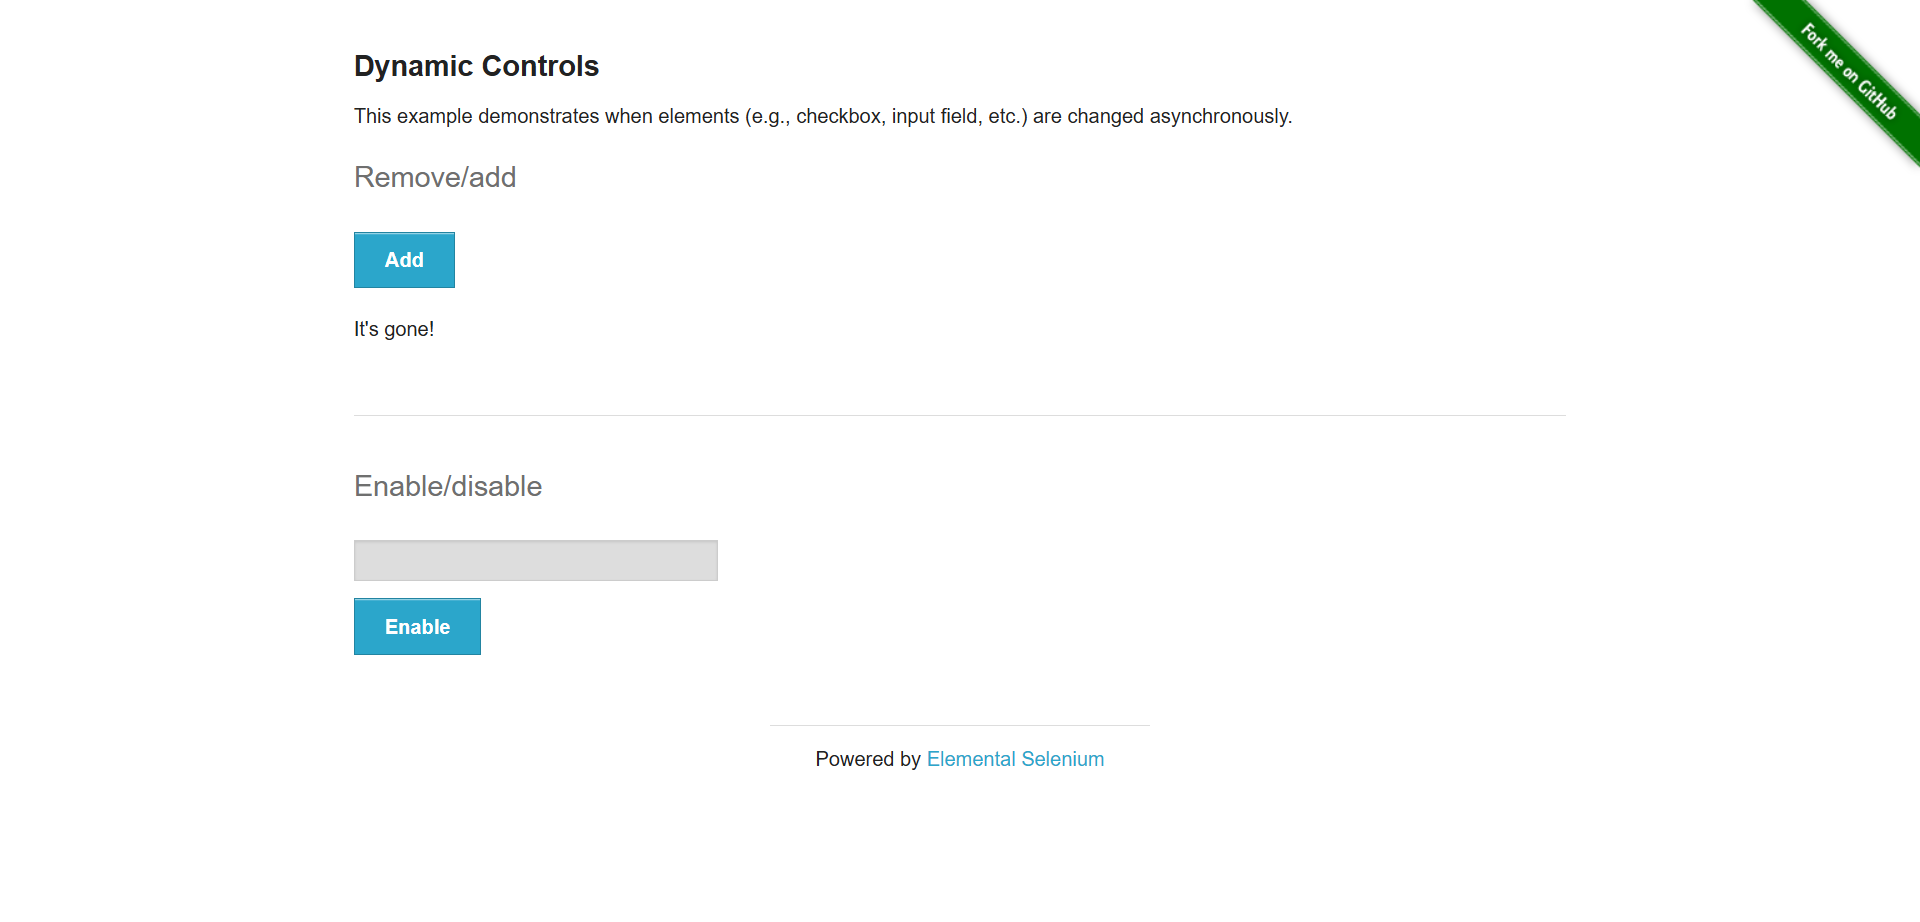 Fork me on GitHub
Dynamic Controls
This example demonstrates when elements (e.g., checkbox, input field, etc.) are changed asynchronously.
Remove/add
Add
It's gone!
Enable/disable
Enable
Powered by Elemental Selenium